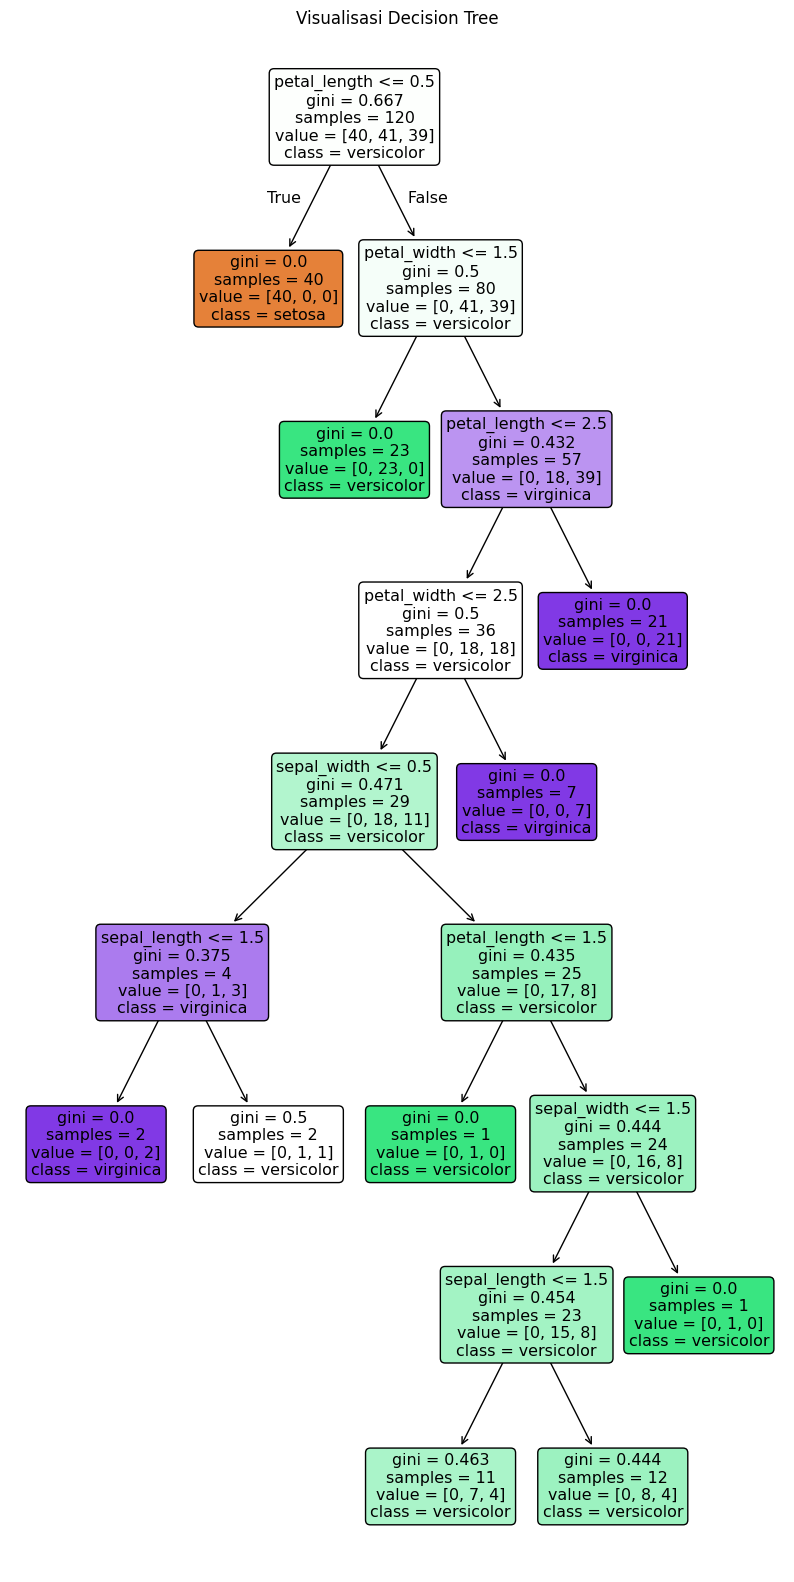 Visualisasi Decision Tree
petal_length <= 0.5
gini = 0.667
samples = 120
value = [40, 41, 39]
class = versicolor
True
False
gini = 0.0
samples = 40
value = [40, 0, 0]
class = setosa
petal_width <= 1.5
gini = 0.5
samples = 80
value = [0, 41, 39]
class = versicolor
gini = 0.0
samples = 23
value = [0, 23, 0]
class = versicolor
petal_length <= 2.5
gini = 0.432
samples = 57
value = [0, 18, 39]
class = virginica
petal_width <= 2.5
gini = 0.5
samples = 36
value = [0, 18, 18]
class = versicolor
gini = 0.0
samples = 21
value = [0, 0, 21]
class = virginica
sepal_width <= 0.5
gini = 0.471
samples = 29
value = [0, 18, 11]
class = versicolor
gini = 0.0
samples = 7
value = [0, 0, 7]
class = virginica
sepal_length <= 1.5
gini = 0.375
samples = 4
value = [0, 1, 3]
class = virginica
petal_length <= 1.5
gini = 0.435
samples = 25
value = [0, 17, 8]
class = versicolor
gini = 0.0
samples = 2
value = [0, 0, 2]
class = virginica
gini = 0.5
samples = 2
value = [0, 1, 1]
class = versicolor
gini = 0.0
samples = 1
value = [0, 1, 0]
class = versicolor
sepal_width <= 1.5
gini = 0.444
samples = 24
value = [0, 16, 8]
class = versicolor
sepal_length <= 1.5
gini = 0.454
samples = 23
value = [0, 15, 8]
class = versicolor
gini = 0.0
samples = 1
value = [0, 1, 0]
class = versicolor
gini = 0.463
samples = 11
value = [0, 7, 4]
class = versicolor
gini = 0.444
samples = 12
value = [0, 8, 4]
class = versicolor